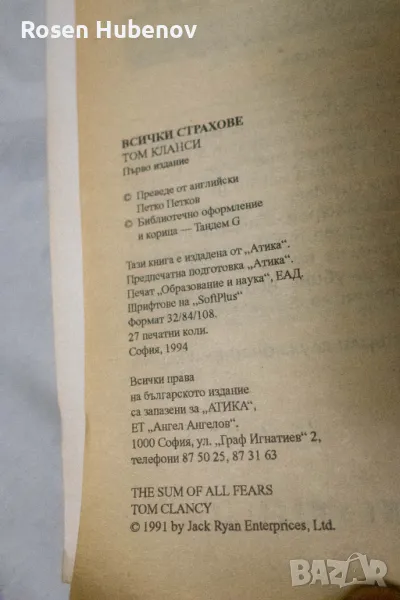 Rosen Hubenov
ВСИЧКИ СТРАХОВЕ
ТОМ КЛАНСИ
Първо издание
© Преведе от английски
Петко Петков
© Библиотечно оформление
и корица — Тандем G
Тази книга е издадена от „Атика“.
Предпечатна подготовка „Атика“.
Печат „Образование и наука“, ЕАД.
Шрифтове на „SoftPlus“
Формат 32/84/108.
27 печатни коли.
София, 1994
Всички права
на българското издание
са запазени за „АТИКА“,
ЕТ „Ангел Ангелов“.
1000 София, ул. „Граф Игнатиев“ 2,
телефони 87 50 25, 87 31 63
THE SUM OF ALL FEARS
TOM CLANCY
© 1991 by Jack Ryan Enterprices, Ltd.
BAZAR